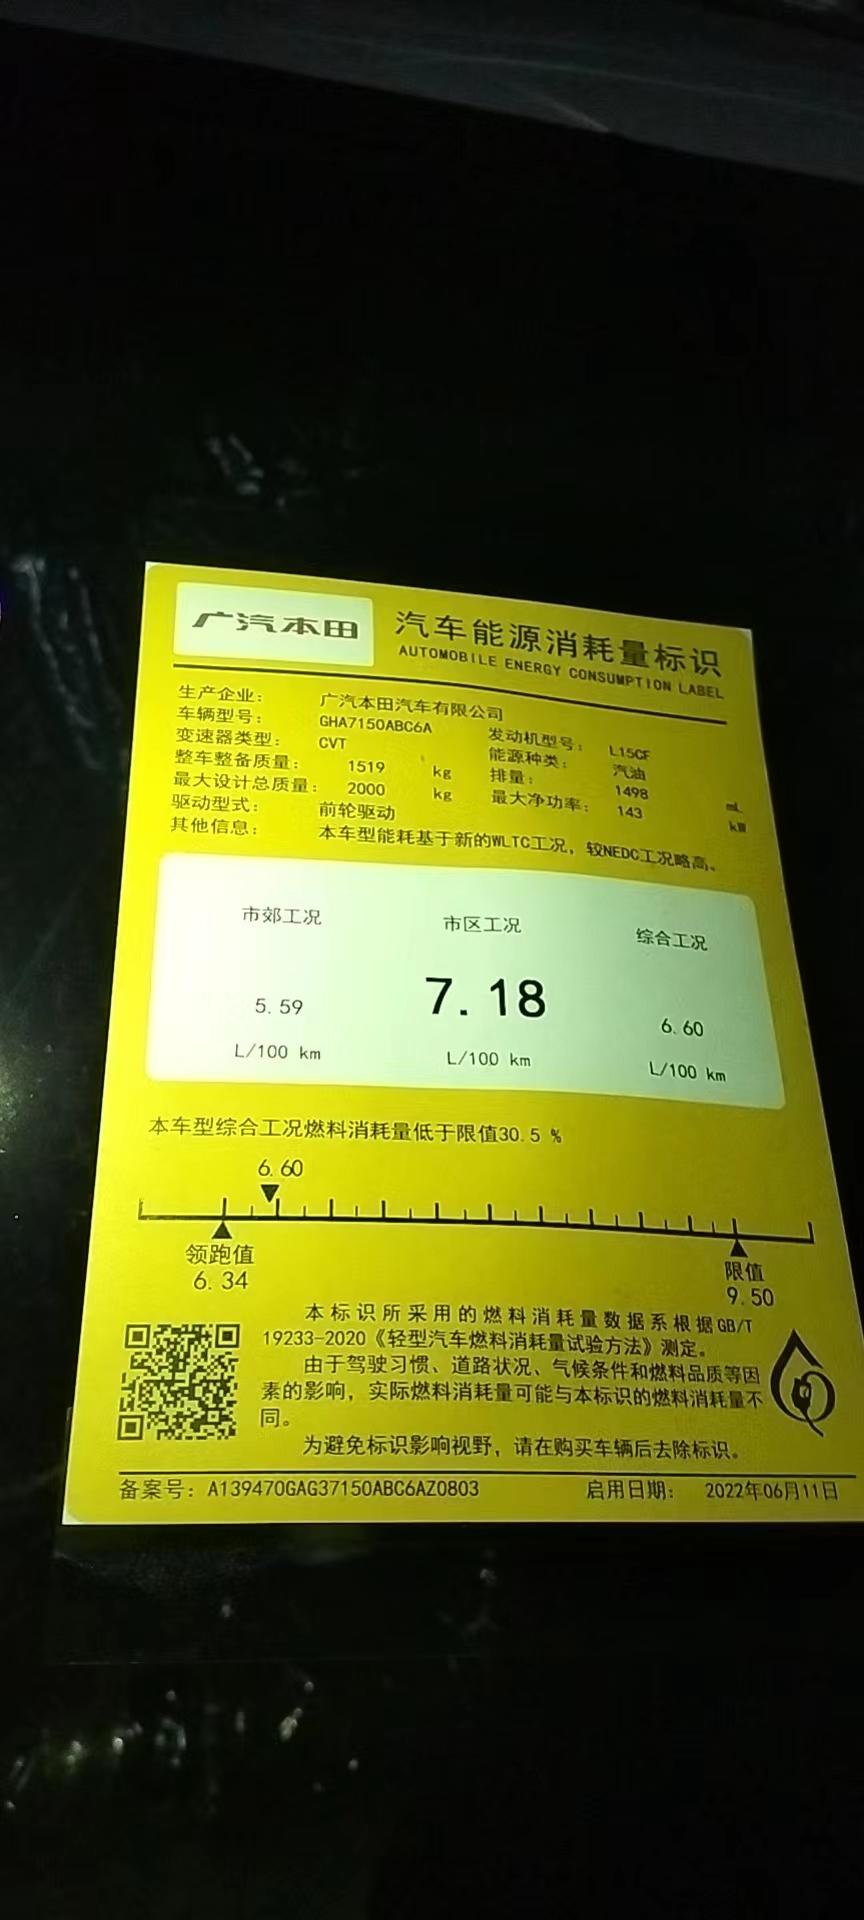 广汽本田
汽车能源消耗量标识
AUTOMOBILE ENERGY CONSUMPTION LABEL
生产企业: 广汽本田汽车有限公司
车辆型号: GHA7150ABC6A 发动机型号: L15CF
变速器类型: CVT 能源种类: 汽油
整车整备质量: 1519 kg 排量: 1498 mL
最大设计总质量: 2000 kg 最大净功率: 143 kW
驱动型式: 前轮驱动
其他信息: 本车型能耗基于新的WLTC工况, 较NEDC工况略高。
市郊工况 市区工况 综合工况
5.59 7.18 6.60
L/100 km L/100 km L/100 km
本车型综合工况燃料消耗量低于限值30.5 %
6.60
领跑值 限值
6.34 9.50
本标识所采用的燃料消耗量数据系根据GB/T
19233-2020《轻型汽车燃料消耗量试验方法》测定。
由于驾驶习惯、道路状况、气候条件和燃料品质等因
素的影响, 实际燃料消耗量可能与本标识的燃料消耗量不
同。
为避免标识影响视野, 请在购买车辆后去除标识。
备案号: A139470GAG37150ABC6AZ0803 启用日期: 2022年06月11日